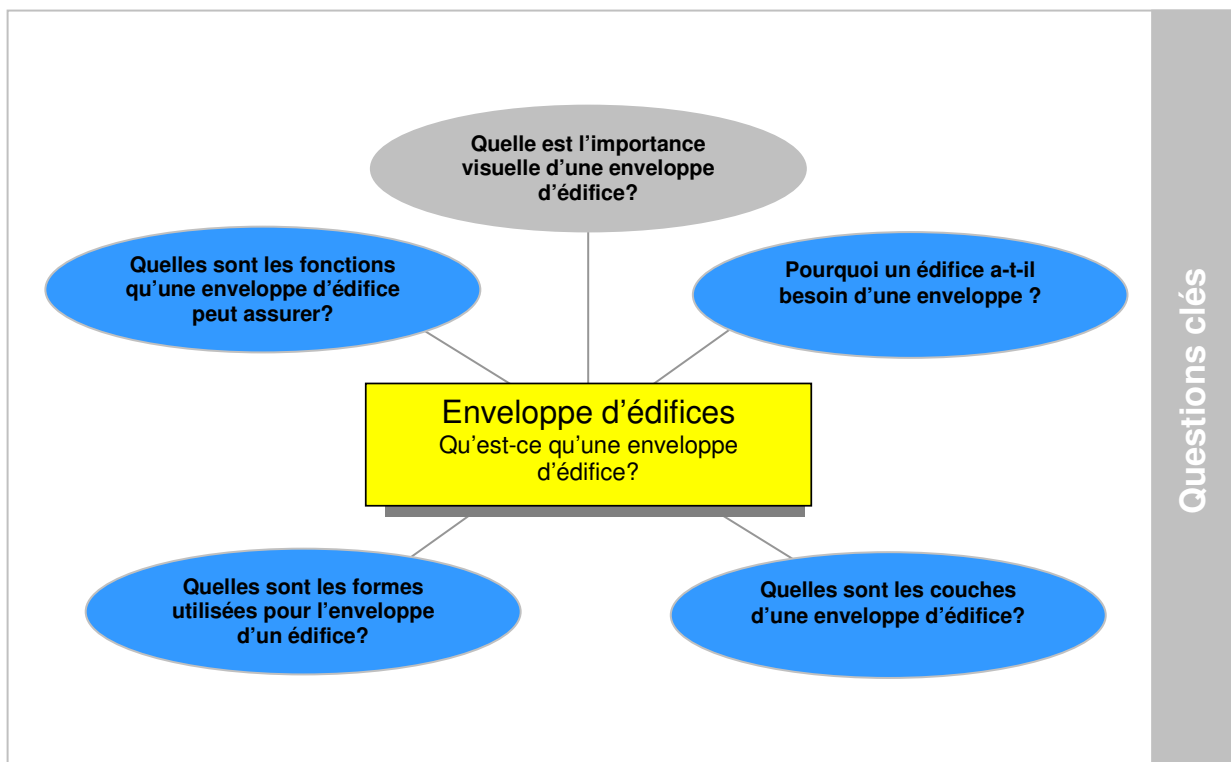 Quelle est l’importance
visuelle d’une enveloppe
d’édifice?
Quelles sont les fonctions
qu’une enveloppe d’édifice
peut assurer?
Pourquoi un édifice a-t-il
besoin d’une enveloppe ?
Enveloppe d’édifices
Qu’est-ce qu’une enveloppe
d’édifice?
Quelles sont les formes
utilisées pour l’enveloppe
d’un édifice?
Quelles sont les couches
d’une enveloppe d’édifice?
Questions clés